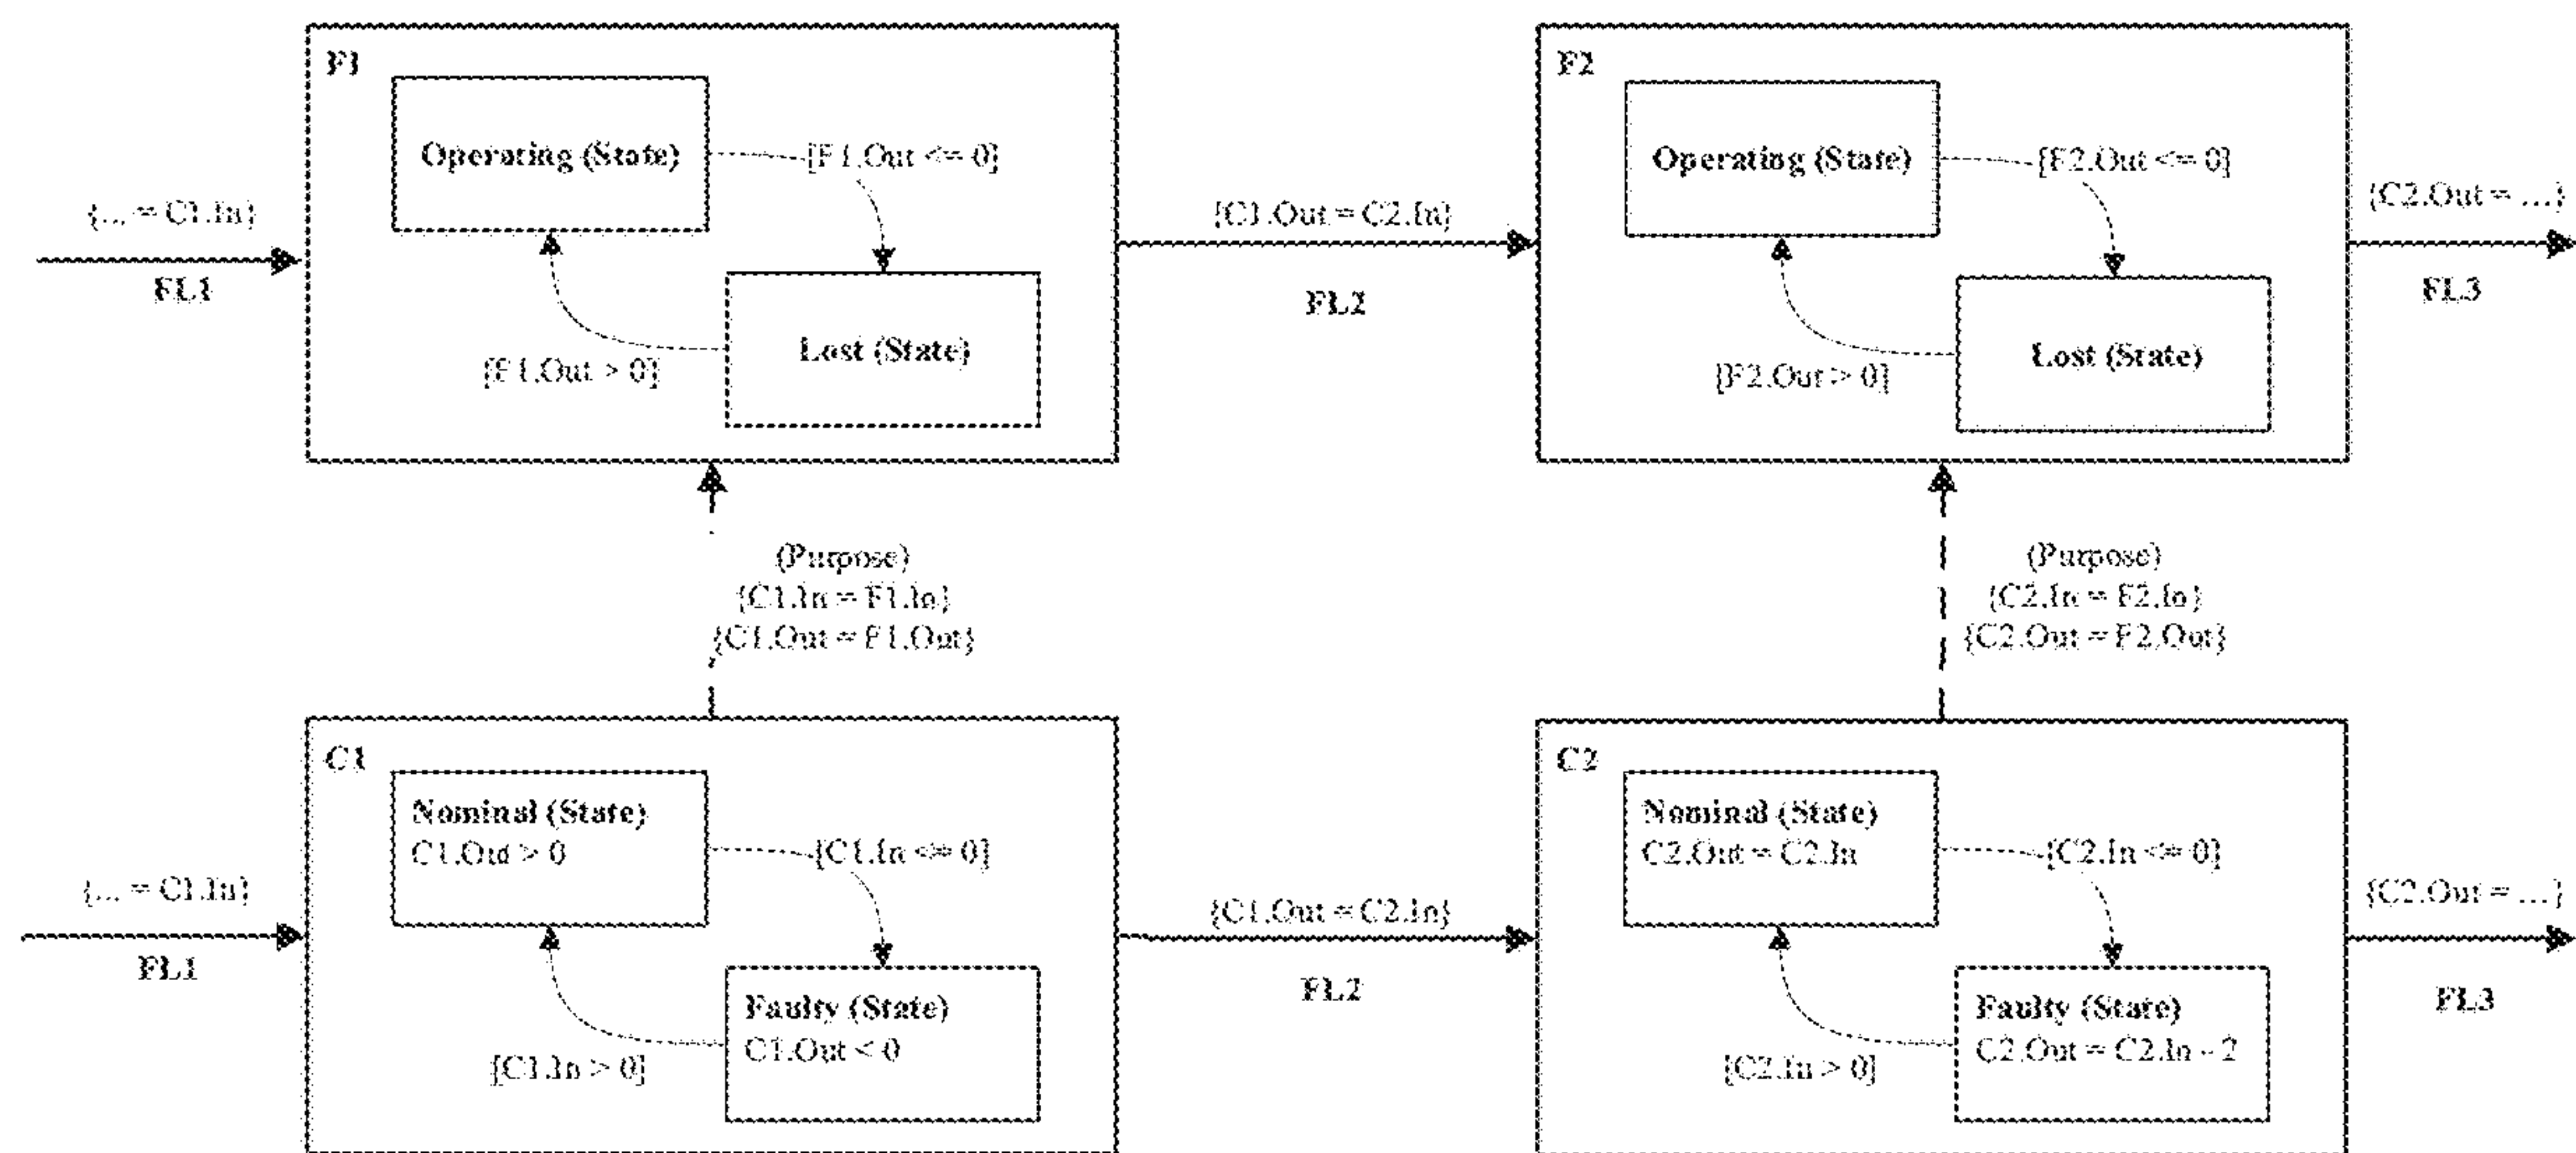 F1
Operating (State)
[F1.Out <= 0]
Lost (State)
[F1.Out > 0]
{... = C1.In}
FL1
{C1.Out = C2.In}
FL2
F2
Operating (State)
[F2.Out <= 0]
Lost (State)
[F2.Out > 0]
{C2.Out = ...}
FL3
(Purpose)
{C1.In = F1.In}
{C1.Out = F1.Out}
(Purpose)
{C2.In = F2.In}
{C2.Out = F2.Out}
C1
Nominal (State)
C1.Out > 0
[C1.In <= 0]
Faulty (State)
C1.Out < 0
[C1.In > 0]
{... = C1.In}
FL1
{C1.Out = C2.In}
FL2
C2
Nominal (State)
C2.Out = C2.In
[C2.In <= 0]
Faulty (State)
C2.Out = C2.In - 2
[C2.In > 0]
{C2.Out = ...}
FL3